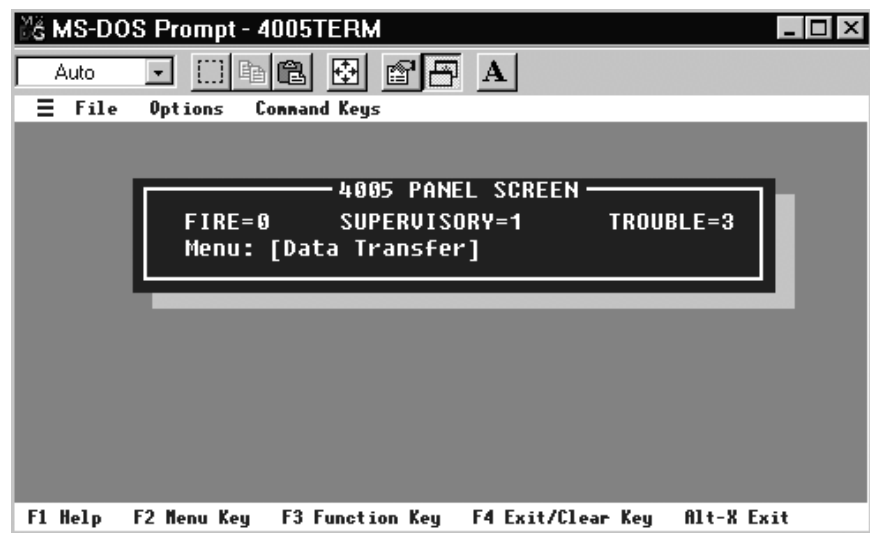 MS-DOS Prompt - 4005TERM
Auto
A
File Options Command Keys
4005 PANEL SCREEN
FIRE=0 SUPERVISORY=1 TROUBLE=3
Menu: [Data Transfer]
F1 Help F2 Menu Key F3 Function Key F4 Exit/Clear Key Alt-X Exit